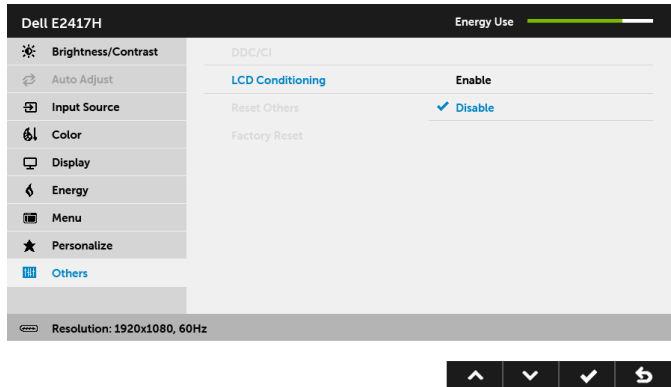 Dell E2417H
Energy Use
Brightness/Contrast
DDC/CI
Auto Adjust
LCD Conditioning
Enable
Input Source
Reset Others
Disable
Color
Factory Reset
Display
Energy
Menu
Personalize
Others
Resolution: 1920x1080, 60Hz